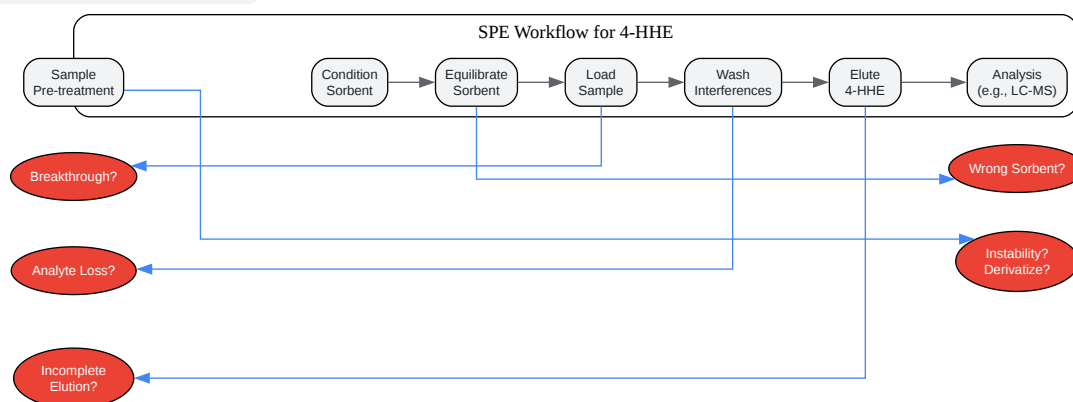 SPE Workflow for 4-HHE
Sample
Pre-treatment
Condition
Sorbent
Equilibrate
Sorbent
Load
Sample
Wash
Interferences
Elute
4-HHE
Analysis
(e.g., LC-MS)
Breakthrough?
Wrong Sorbent?
Analyte Loss?
Instability?
Derivatize?
Incomplete
Elution?